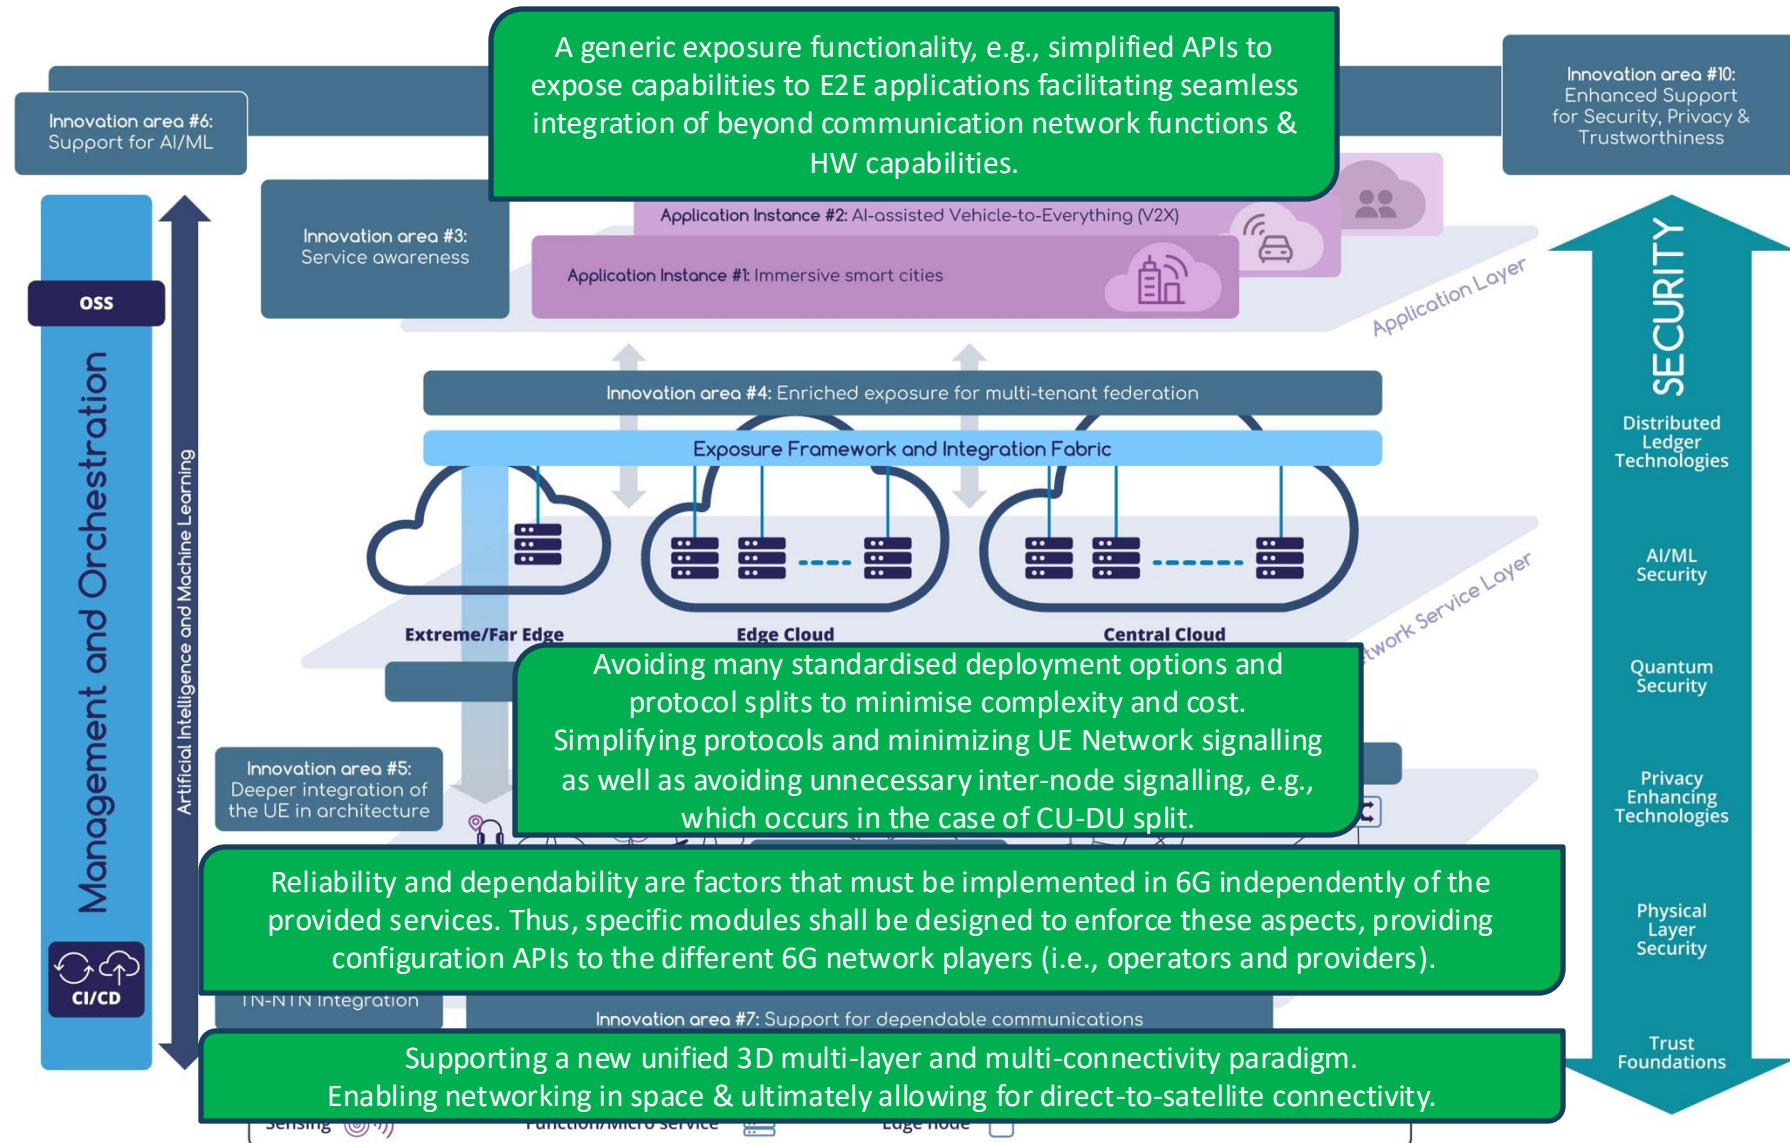 A generic exposure functionality, e.g., simplified APIs to
expose capabilities to E2E applications facilitating seamless
integration of beyond communication network functions &
HW capabilities.
Innovation area #6:
Support for AI/ML
Innovation area #10:
Enhanced Support
for Security, Privacy &
Trustworthiness
Innovation area #3:
Service awareness
Application Instance #2: AI-assisted Vehicle-to-Everything (V2X)
Application Instance #1: Immersive smart cities
Application Layer
OSS
Management and Orchestration
CI/CD
Artificial Intelligence and Machine Learning
Innovation area #4: Enriched exposure for multi-tenant federation
Exposure Framework and Integration Fabric
Extreme/Far Edge
Edge Cloud
Central Cloud
Service Layer
Avoiding many standardised deployment options and
protocol splits to minimise complexity and cost.
Simplifying protocols and minimizing UE Network signalling
as well as avoiding unnecessary inter-node signalling, e.g.,
which occurs in the case of CU-DU split.
Innovation area #5:
Deeper integration of
the UE in architecture
Reliability and dependability are factors that must be implemented in 6G independently of the
provided services. Thus, specific modules shall be designed to enforce these aspects, providing
configuration APIs to the different 6G network players (i.e., operators and providers).
TN-NTN Integration
Innovation area #7: Support for dependable communications
Supporting a new unified 3D multi-layer and multi-connectivity paradigm.
Enabling networking in space & ultimately allowing for direct-to-satellite connectivity.
Sensing
Function/Micro service
Edge node
SECURITY
Distributed
Ledger
Technologies
AI/ML
Security
Quantum
Security
Privacy
Enhancing
Technologies
Physical
Layer
Security
Trust
Foundations